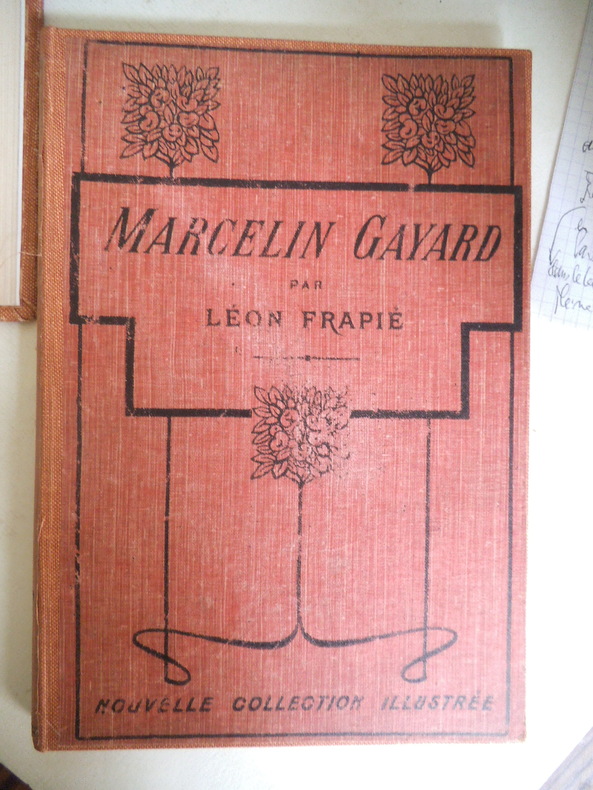 MARCELIN GAYARD
PAR
LÉON FRAPIÉ
NOUVELLE COLLECTION ILLUSTRÉE